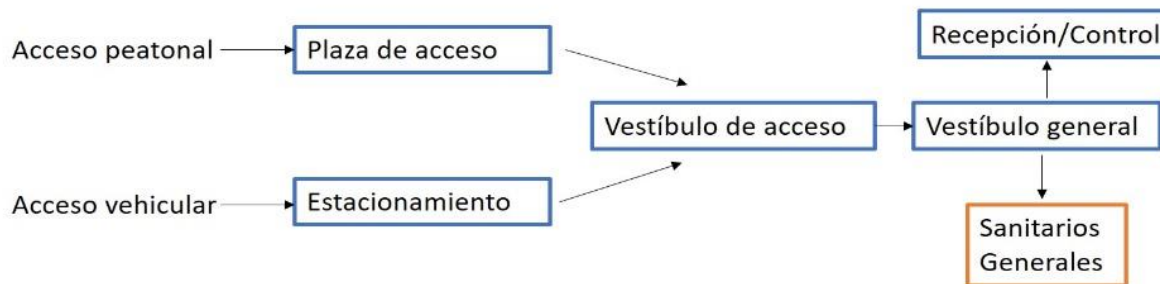 Acceso peatonal
Plaza de acceso
Recepción/Control
Vestíbulo de acceso
Vestíbulo general
Acceso vehicular
Estacionamiento
Sanitarios
Generales